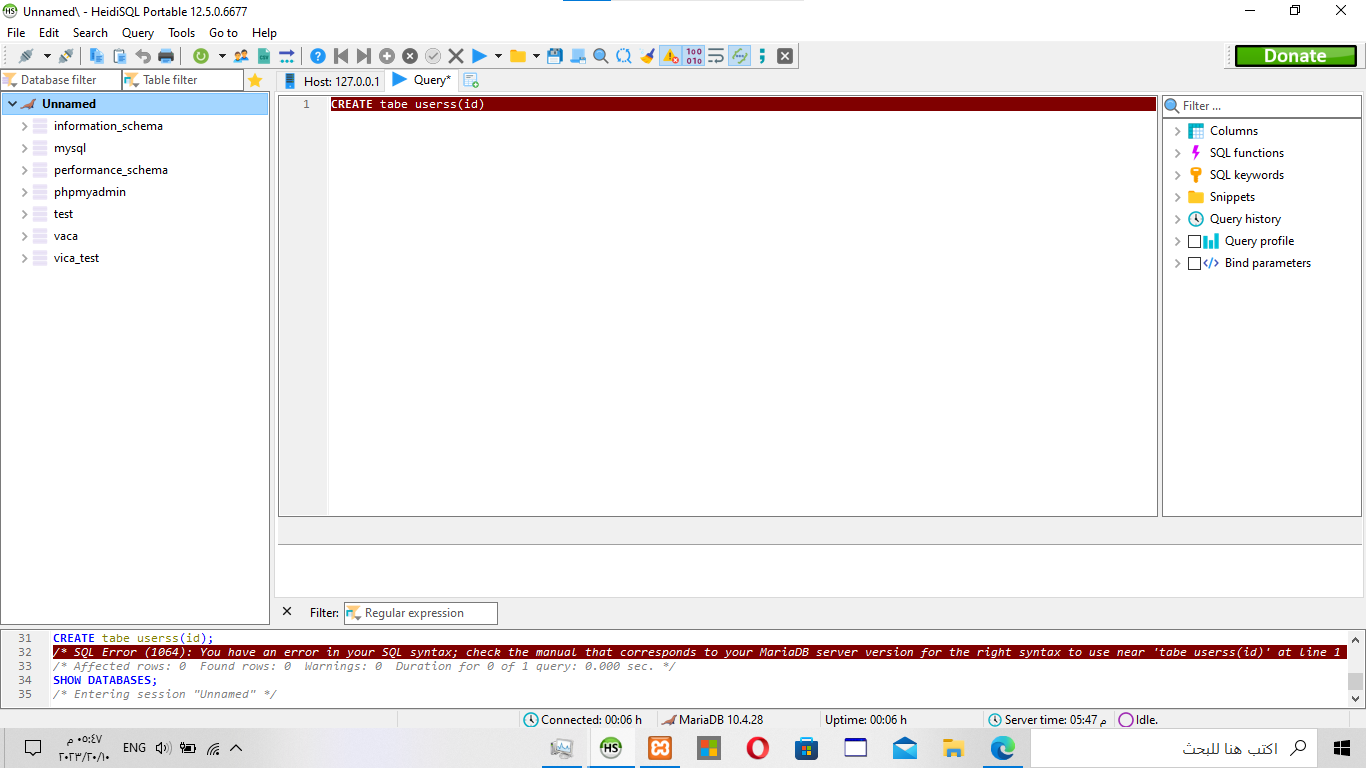 Unnamed\ - HeidiSQL Portable 12.5.0.6677
File Edit Search Query Tools Go to Help
Donate
Database filter Table filter
Host: 127.0.0.1 Query*
Unnamed
information_schema
mysql
performance_schema
phpmyadmin
test
vaca
vica_test
1 CREATE tabe userss(id)
Filter ...
Columns
SQL functions
SQL keywords
Snippets
Query history
Query profile
Bind parameters
Filter: Regular expression
31 CREATE tabe userss(id);
32 /* SQL Error (1064): You have an error in your SQL syntax; check the manual that corresponds to your MariaDB server version for the right syntax to use near 'tabe userss(id)' at line 1
33 /* Affected rows: 0 Found rows: 0 Warnings: 0 Duration for 0 of 1 query: 0.000 sec. */
34 SHOW DATABASES;
35 /* Entering session "Unnamed" */
Connected: 00:06 h MariaDB 10.4.28 Uptime: 00:06 h Server time: 05:47 م Idle.
٠٥:٤٧ م
٢٠٢٣/٢٠/١٠
ENG
HS
اكتب هنا للبحث